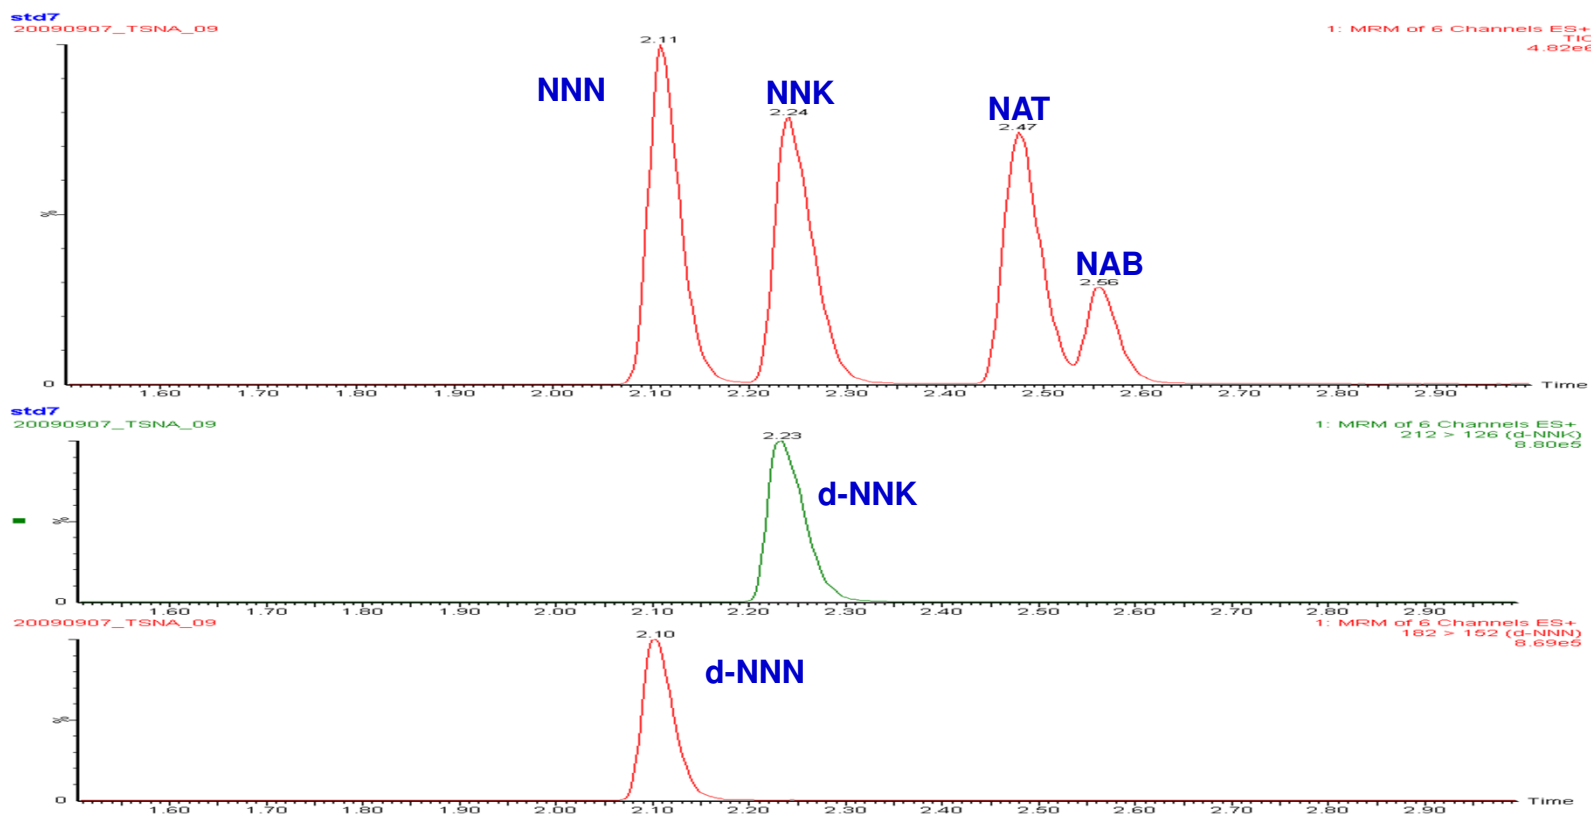 std7
20090907_TSNA_09
1: MRM of 6 Channels ES+
TIC
4.82e6
2.11
NNN
NNK
2.24
NAT
2.47
NAB
2.56
%
0
1.60 1.70 1.80 1.90 2.00 2.10 2.20 2.30 2.40 2.50 2.60 2.70 2.80 2.90 Time
std7
20090907_TSNA_09
1: MRM of 6 Channels ES+
212 > 126 (d-NNK)
8.80e5
2.23
d-NNK
%
0
1.60 1.70 1.80 1.90 2.00 2.10 2.20 2.30 2.40 2.50 2.60 2.70 2.80 2.90
20090907_TSNA_09
1: MRM of 6 Channels ES+
182 > 152 (d-NNN)
8.69e5
2.10
d-NNN
%
0
1.60 1.70 1.80 1.90 2.00 2.10 2.20 2.30 2.40 2.50 2.60 2.70 2.80 2.90 Time